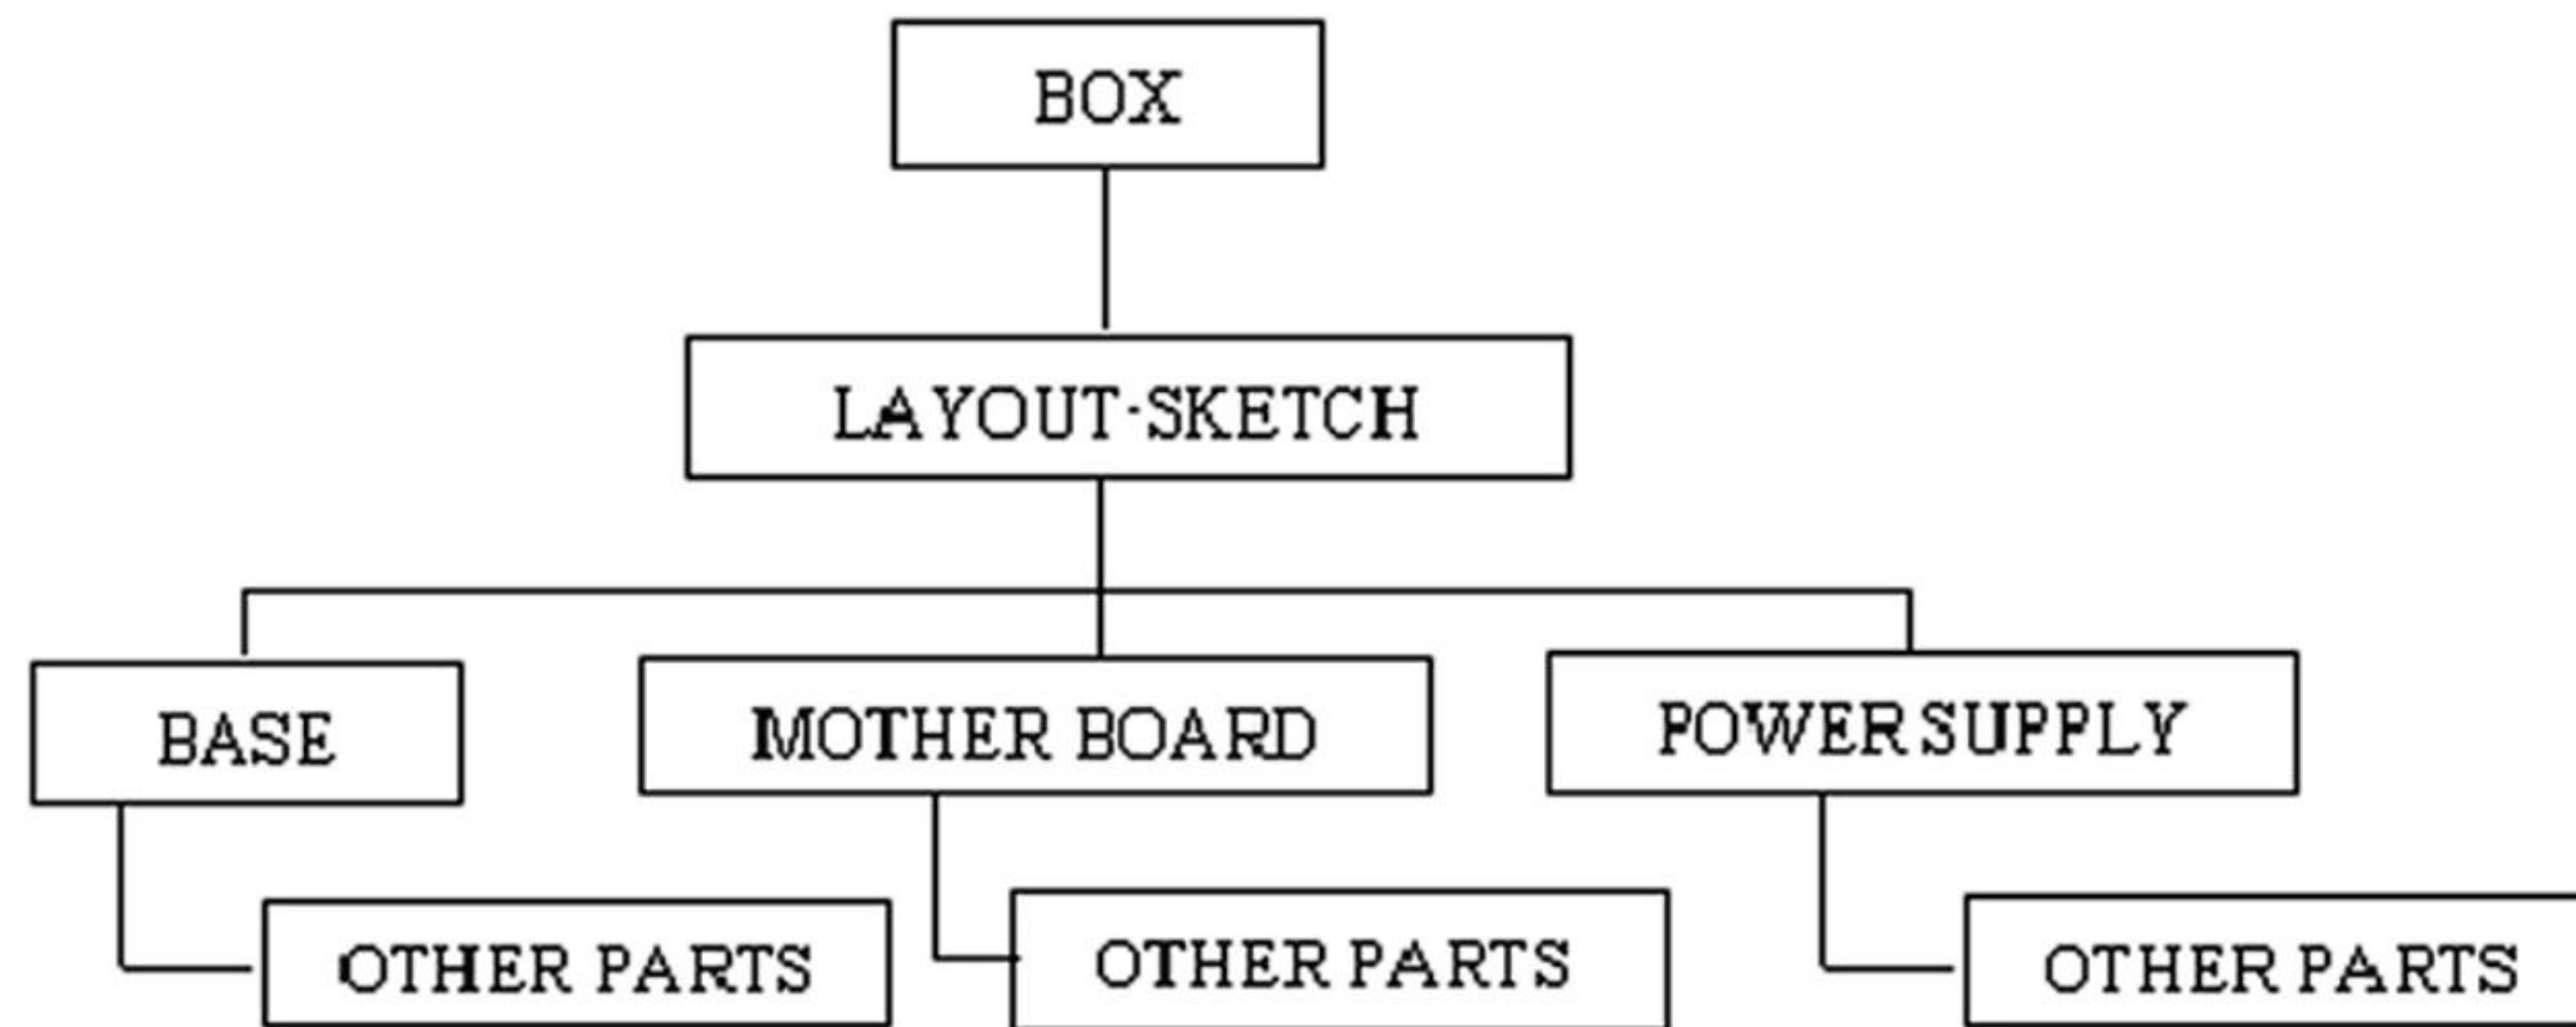 BOX
LAYOUT-SKETCH
BASE
MOTHER BOARD
POWER SUPPLY
OTHER PARTS
OTHER PARTS
OTHER PARTS